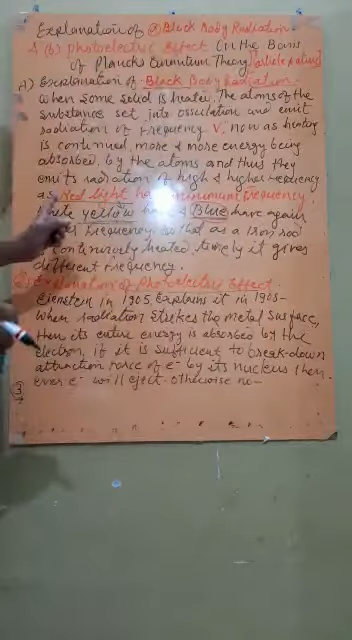 Explanation of (a) Black Body Radiation -
& (b) Photoelectric Effect On the Basis
of Planck's Quantum Theory [Particle Nature]
A) Explanation of Black Body Radiation -
When some solid is heated, The atoms of the
substance set into osscilation and emit
radiation of Frequency V. now as heating
is continued, more & more energy being
absorbed by the atoms and thus they
emits radiation of high & higher frequency
as Red light minimum frequency
yellow & Blue have again
frequency, so that as a Iron rod
continuously heated, it gives
different Frequency.
Explanation of Photoelectric Effect
Eienstein in 1905, Explains it in 1905-
When radiation strikes the metal surface,
then its entire energy is absorbed by the
electron, if it is sufficient to break-down
attraction force of e⁻ by its nucleus then
ever e⁻ will eject otherwise no-